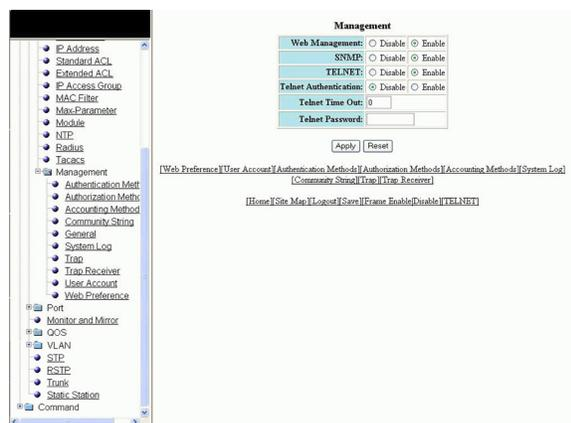 IP Address
Standard ACL
Extended ACL
IP Access Group
MAC Filter
Max-Parameter
Module
NTP
Radius
Tacacs
Management
Authentication Meth
Authorization Metho
Accounting Method
Community String
General
System Log
Trap
Trap Receiver
User Account
Web Preference
Port
Monitor and Mirror
QOS
VLAN
STP
RSTP
Trunk
Static Station
Command
Management
Web Management: Disable Enable
SNMP: Disable Enable
TELNET: Disable Enable
Telnet Authentication: Disable Enable
Telnet Time Out: 0
Telnet Password:
Apply Reset
[Web Preference][User Account][Authentication Methods][Authorization Methods][Accounting Methods][System Log]
[Community String][Trap][Trap Receiver]
[Home][Site Map][Logout][Save][Frame Enable|Disable][TELNET]